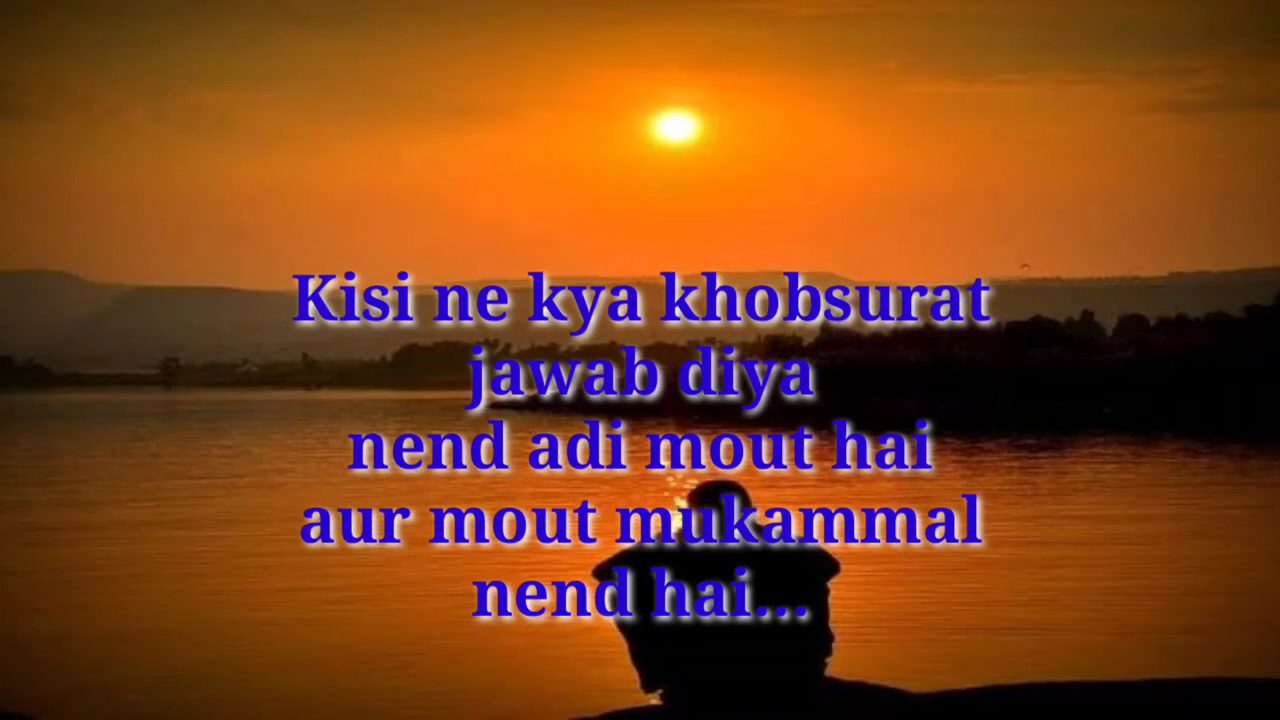 Kisi ne kya khobsurat
jawab diya
nend adi mout hai
aur mout mukammal
nend hai...